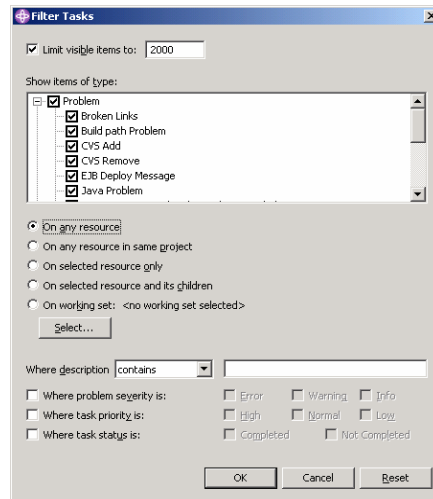 Filter Tasks
Limit visible items to: 2000
Show items of type:
Problem
Broken Links
Build path Problem
CVS Add
CVS Remove
EJB Deploy Message
Java Problem
On any resource
On any resource in same project
On selected resource only
On selected resource and its children
On working set: <no working set selected>
Select...
Where description contains
Where problem severity is: Error Warning Info
Where task priority is: High Normal Low
Where task status is: Completed Not Completed
OK Cancel Reset